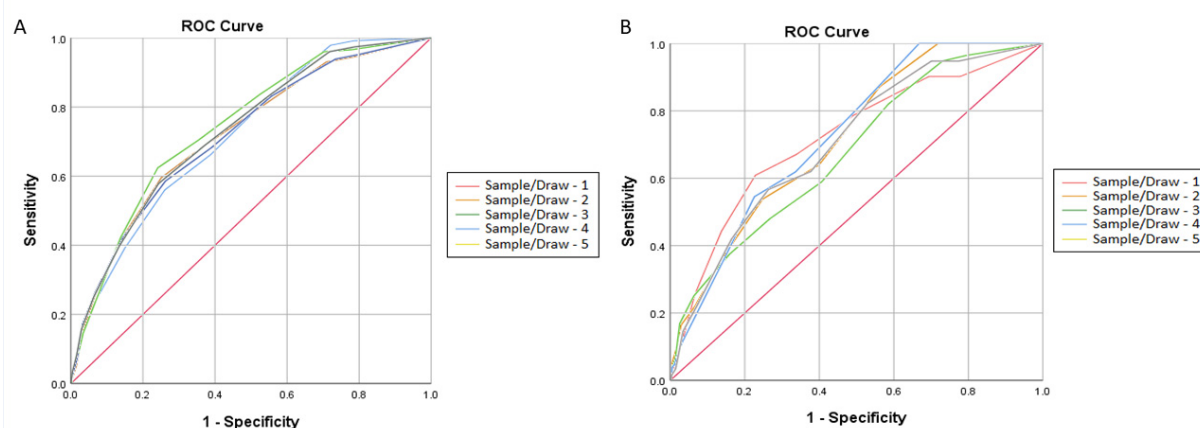 A
ROC Curve
1.0
0.8
0.6
0.4
0.2
0.0
0.0 0.2 0.4 0.6 0.8 1.0
Sensitivity
1 - Specificity
Sample/Draw - 1
Sample/Draw - 2
Sample/Draw - 3
Sample/Draw - 4
Sample/Draw - 5
B
ROC Curve
1.0
0.8
0.6
0.4
0.2
0.0
0.0 0.2 0.4 0.6 0.8 1.0
Sensitivity
1 - Specificity
Sample/Draw - 1
Sample/Draw - 2
Sample/Draw - 3
Sample/Draw - 4
Sample/Draw - 5